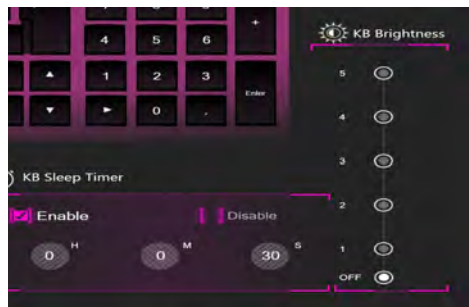 KB Brightness
+
4 5 6
5
1 2 3
Enter
4
0 .
3
KB Sleep Timer
2
Enable
Disable
0 H 0 M 30 S
1
OFF